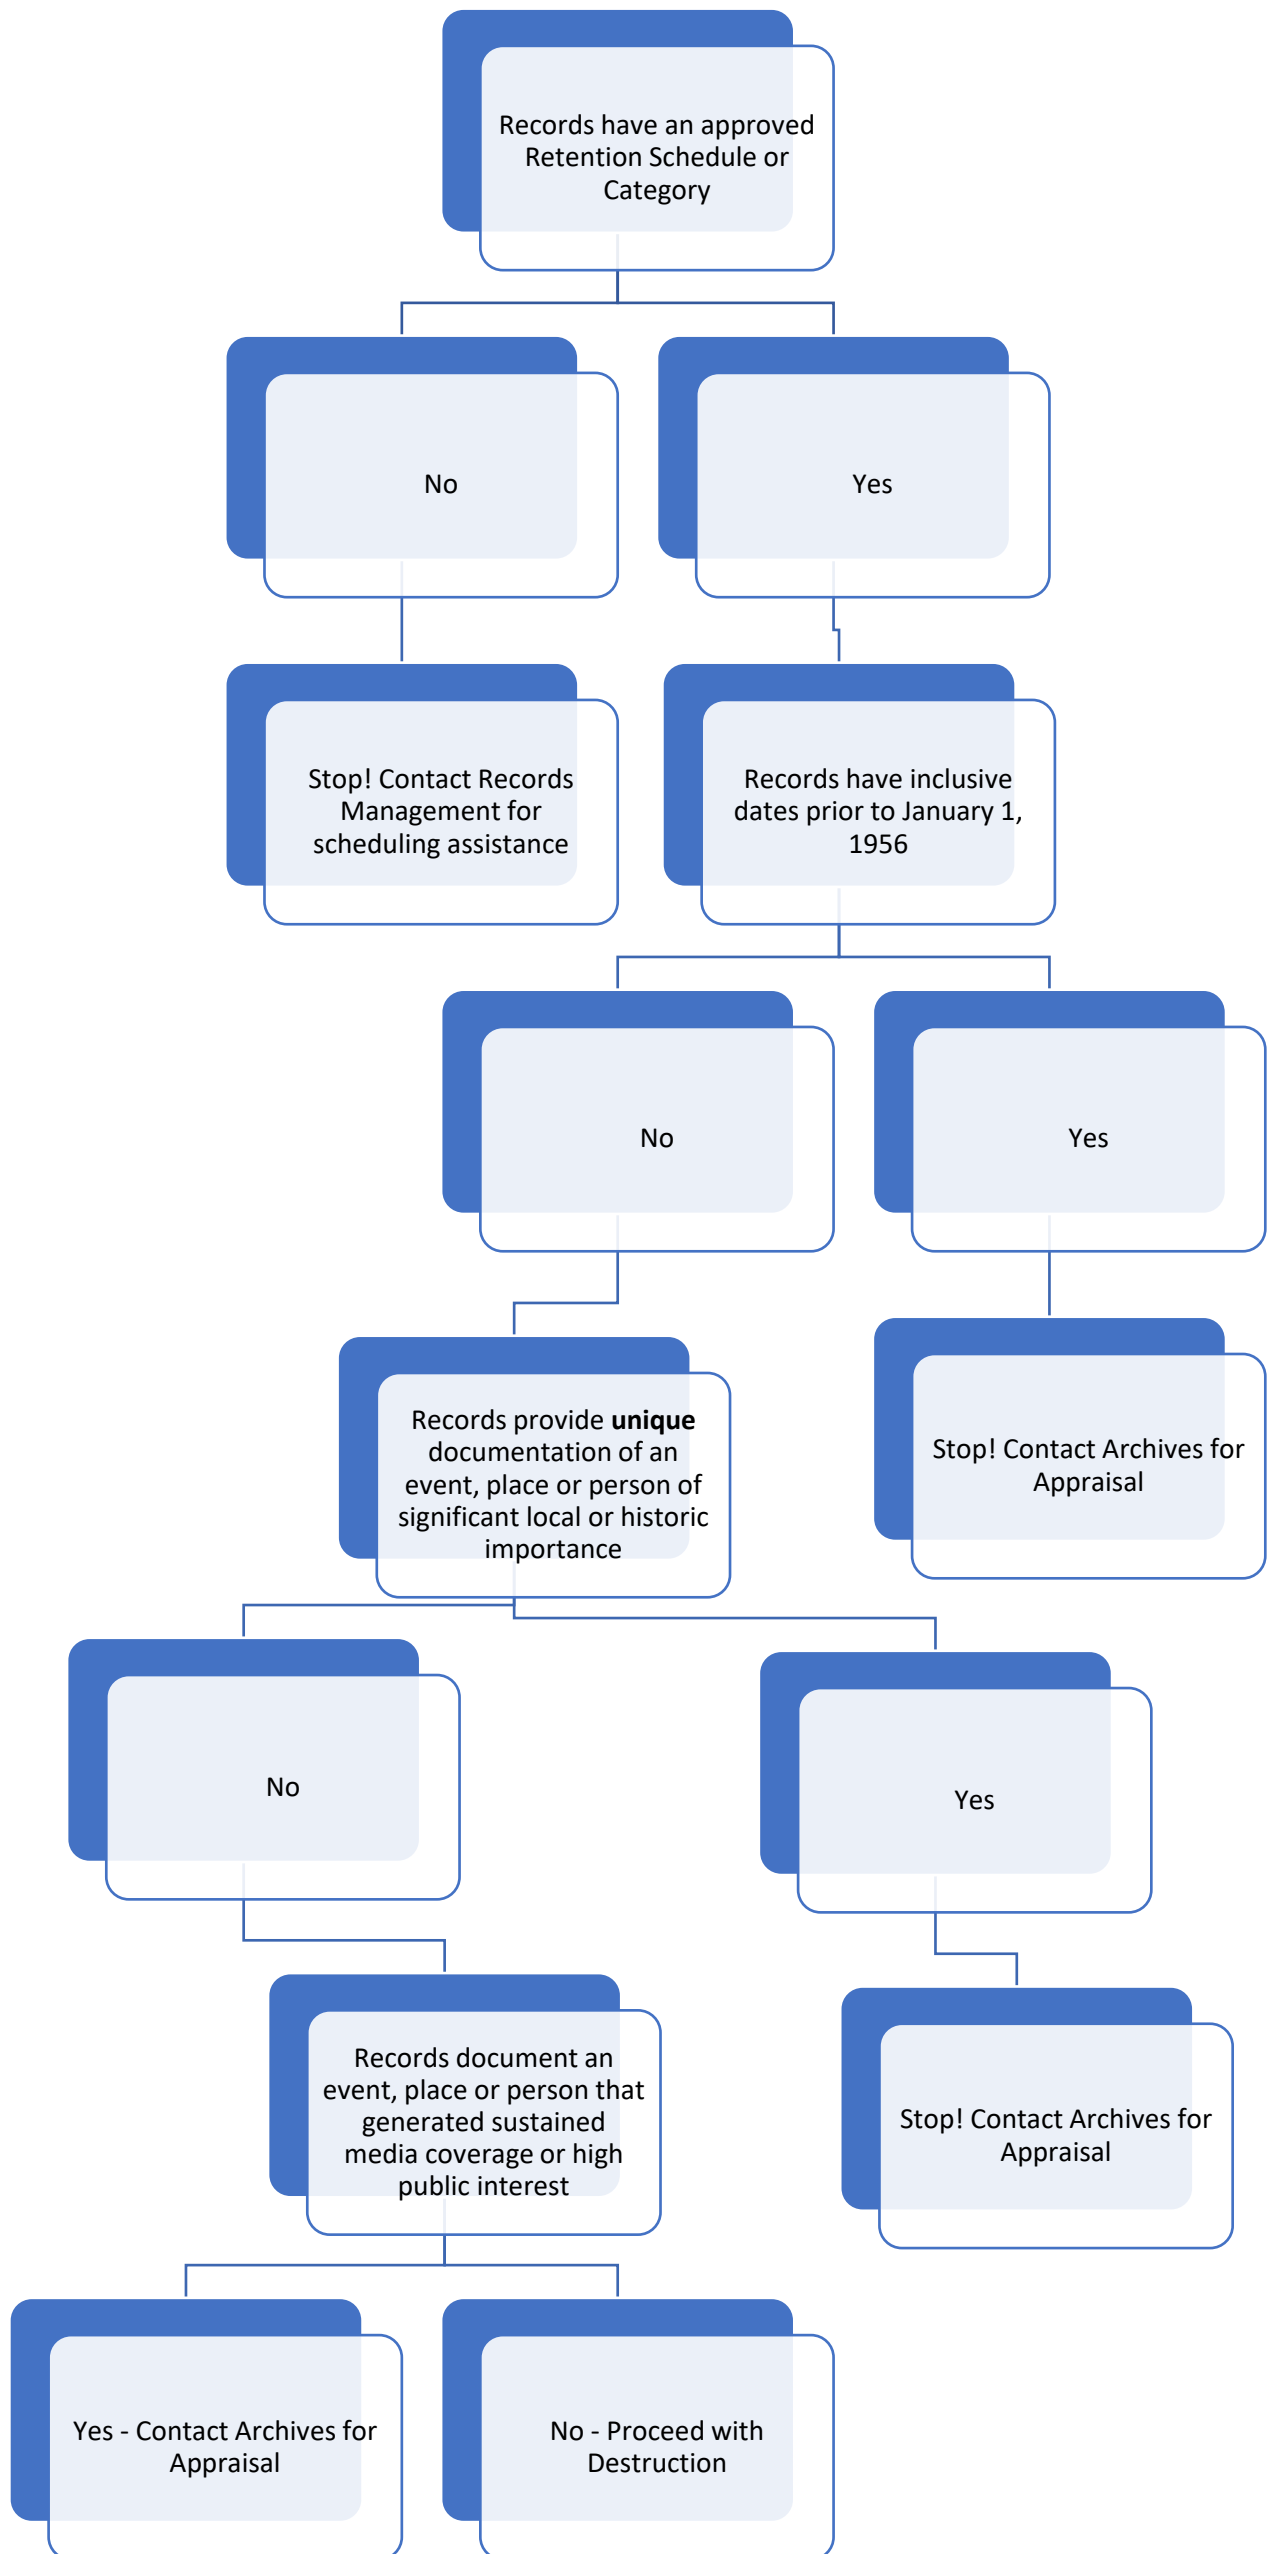 Records have an approved
Retention Schedule or
Category
No
Yes
Stop! Contact Records
Management for
scheduling assistance
Records have inclusive
dates prior to January 1,
1956
No
Yes
Records provide unique
documentation of an
event, place or person of
significant local or historic
importance
Stop! Contact Archives for
Appraisal
No
Yes
Records document an
event, place or person that
generated sustained
media coverage or high
public interest
Stop! Contact Archives for
Appraisal
Yes - Contact Archives for
Appraisal
No - Proceed with
Destruction